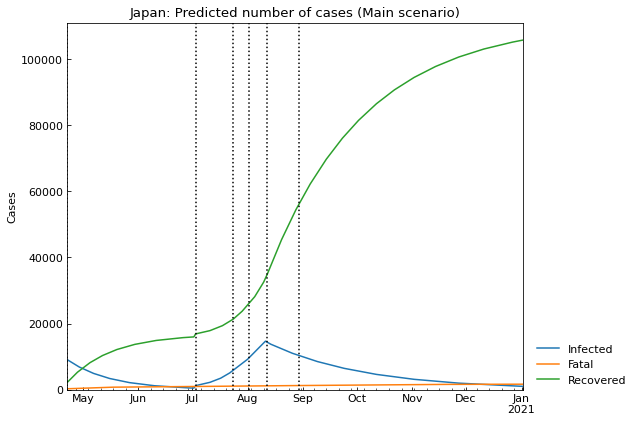 Japan: Predicted number of cases (Main scenario)
100000
80000
60000
40000
20000
0
Cases
May Jun Jul Aug Sep Oct Nov Dec Jan
2021
Infected
Fatal
Recovered